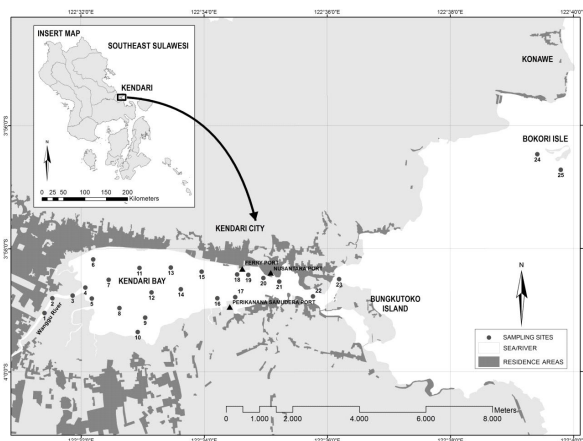 122°32'0"E
122°34'0"E
122°36'0"E
122°38'0"E
122°40'0"E
INSERT MAP
SOUTHEAST SULAWESI
KENDARI
0 25 50 100 150 200
Kilometers
KONAWE
BOKORI ISLE
24
25
N
KENDARI CITY
FERRY PORT
NUSANTARA PORT
KENDARI BAY
6
7
11
13
15
18
19
20
21
22
23
1
2
3
4
5
8
12
14
16
17
9
10
PERIKANANA SAMUDERA PORT
Wanggu River
BUNGKUTOKO
ISLAND
N
SAMPLING SITES
SEA/RIVER
RESIDENCE AREAS
4°0'0"S
Meters
0 1.000 2.000 4.000 6.000 8.000